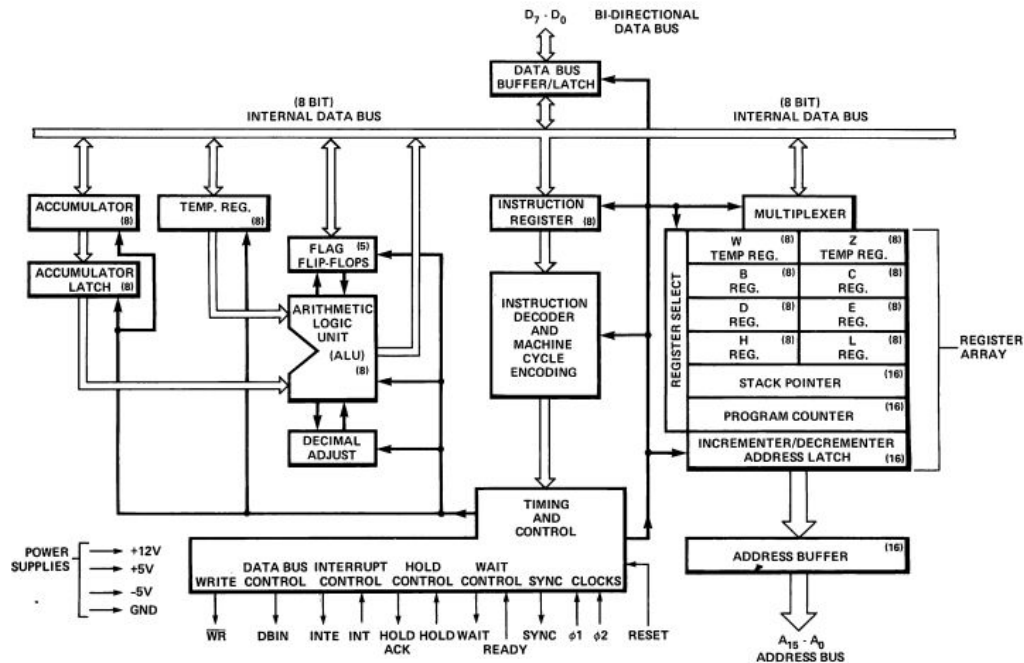 D7 - D0 BI-DIRECTIONAL
DATA BUS
DATA BUS
BUFFER/LATCH
(8 BIT)
INTERNAL DATA BUS
(8 BIT)
INTERNAL DATA BUS
ACCUMULATOR
(8)
TEMP. REG.
(8)
INSTRUCTION
REGISTER (8)
MULTIPLEXER
FLAG (5)
FLIP-FLOPS
ACCUMULATOR
LATCH (8)
ARITHMETIC
LOGIC
UNIT
(ALU)
(8)
DECIMAL
ADJUST
INSTRUCTION
DECODER
AND
MACHINE
CYCLE
ENCODING
REGISTER SELECT
W (8)
TEMP REG.
Z (8)
TEMP REG.
B (8)
REG.
C (8)
REG.
D (8)
REG.
E (8)
REG.
H (8)
REG.
L (8)
REG.
STACK POINTER (16)
PROGRAM COUNTER (16)
INCREMENTER/DECREMENTER
ADDRESS LATCH (16)
REGISTER
ARRAY
TIMING
AND
CONTROL
WRITE
DATA BUS
CONTROL
INTERRUPT
CONTROL
HOLD
CONTROL
WAIT
CONTROL
SYNC
CLOCKS
ADDRESS BUFFER (16)
POWER
SUPPLIES
+12V
+5V
-5V
GND
W̅R̅
DBIN
INTE
INT
HOLD
ACK
HOLD
WAIT
READY
SYNC
ϕ1
ϕ2
RESET
A15 - A0
ADDRESS BUS